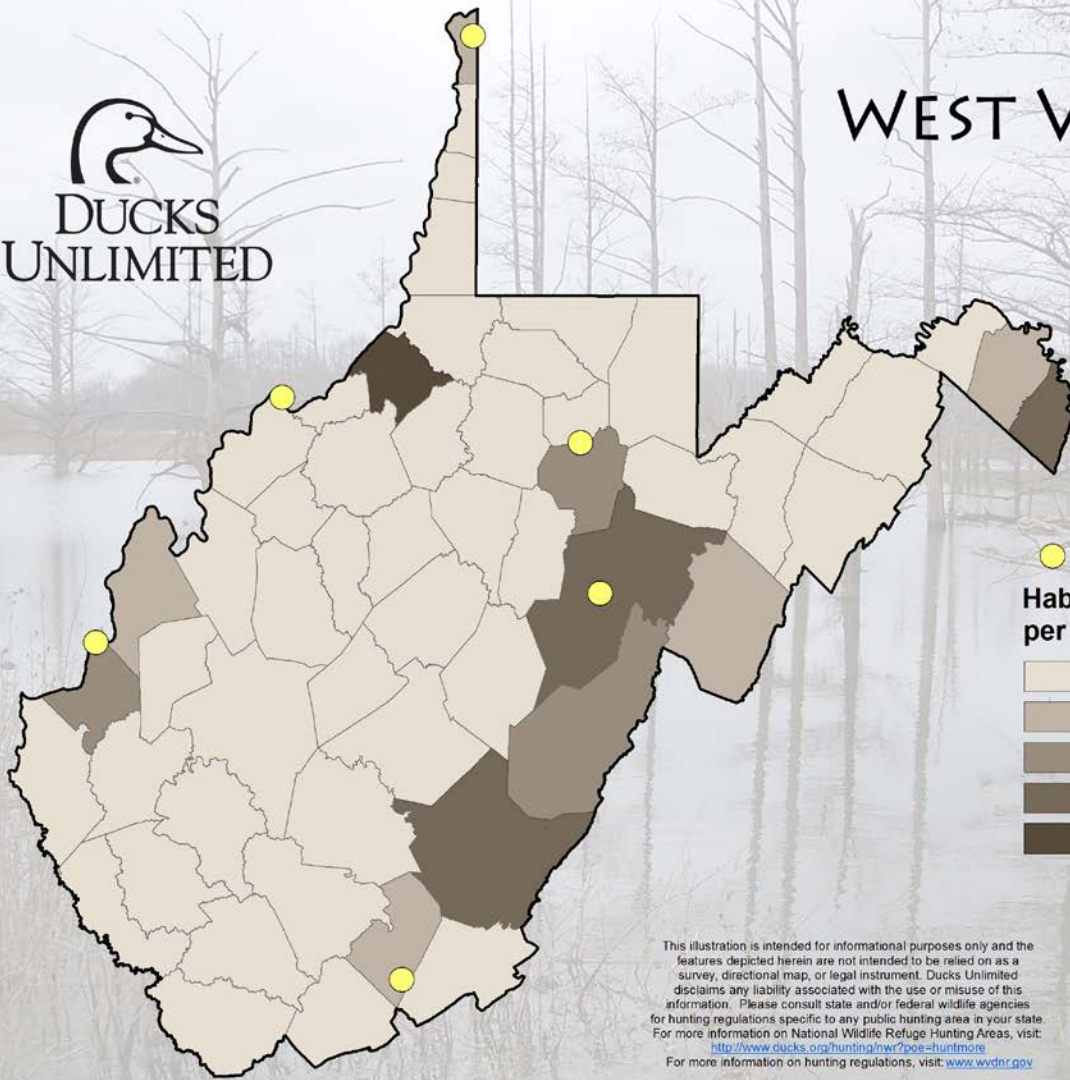 WEST V
DUCKS
UNLIMITED
Hab
per
This illustration is intended for informational purposes only and the
features depicted herein are not intended to be relied on as a
survey, directional map, or legal instrument. Ducks Unlimited
disclaims any liability associated with the use or misuse of this
information. Please consult state and/or federal wildlife agencies
for hunting regulations specific to any public hunting area in your state.
For more information on National Wildlife Refuge Hunting Areas, visit:
http://www.ducks.org/hunting/nwr?poe=huntmore
For more information on hunting regulations, visit: www.wvdnr.gov